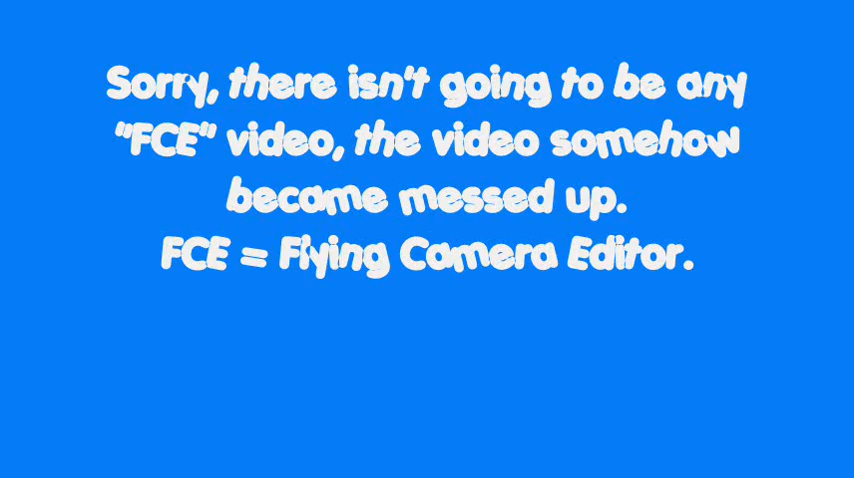 Sorry, there isn't going to be any
"FCE" video, the video somehow
became messed up.
FCE = Flying Camera Editor.